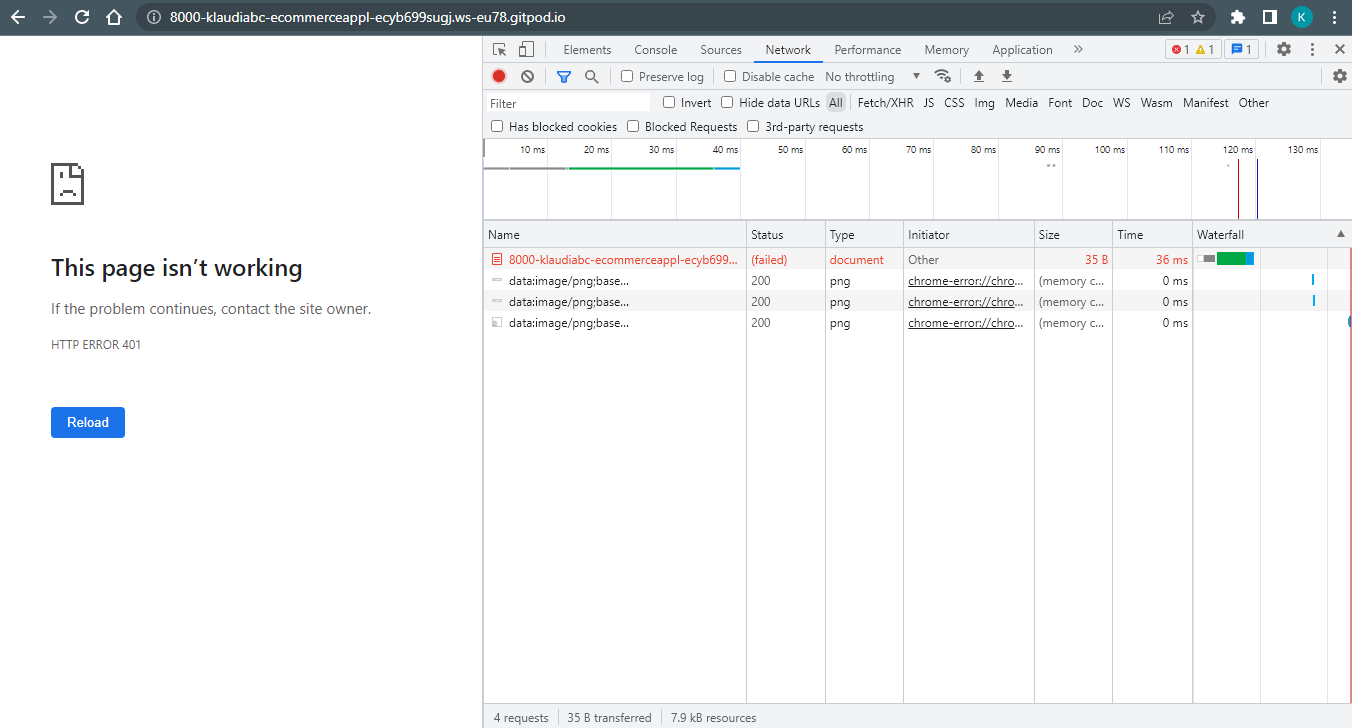 8000-klaudiabc-ecommerceappl-ecyb699sugj.ws-eu78.gitpod.io
K
Elements Console Sources Network Performance Memory Application » 1 1 1
Preserve log Disable cache No throttling
Filter Invert Hide data URLs All Fetch/XHR JS CSS Img Media Font Doc WS Wasm Manifest Other
Has blocked cookies Blocked Requests 3rd-party requests
10 ms 20 ms 30 ms 40 ms 50 ms 60 ms 70 ms 80 ms 90 ms 100 ms 110 ms 120 ms 130 ms
Name Status Type Initiator Size Time Waterfall
8000-klaudiabc-ecommerceappl-ecyb699... (failed) document Other 35 B 36 ms
data:image/png;base... 200 png chrome-error://chro... (memory c... 0 ms
data:image/png;base... 200 png chrome-error://chro... (memory c... 0 ms
data:image/png;base... 200 png chrome-error://chro... (memory c... 0 ms
This page isn’t working
If the problem continues, contact the site owner.
HTTP ERROR 401
Reload
4 requests 35 B transferred 7.9 kB resources